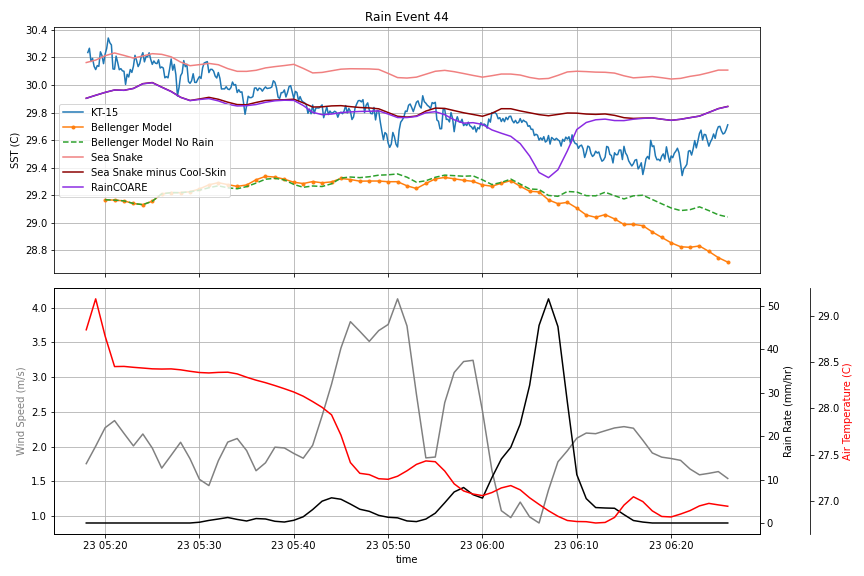 Rain Event 44
30.4
30.2
30.0
29.8
29.6
29.4
29.2
29.0
28.8
SST (C)
KT-15
Bellenger Model
Bellenger Model No Rain
Sea Snake
Sea Snake minus Cool-Skin
RainCOARE
4.0
3.5
3.0
2.5
2.0
1.5
1.0
Wind Speed (m/s)
50
40
30
20
10
0
Rain Rate (mm/hr)
29.0
28.5
28.0
27.5
27.0
Air Temperature (C)
23 05:20 23 05:30 23 05:40 23 05:50 23 06:00 23 06:10 23 06:20
time